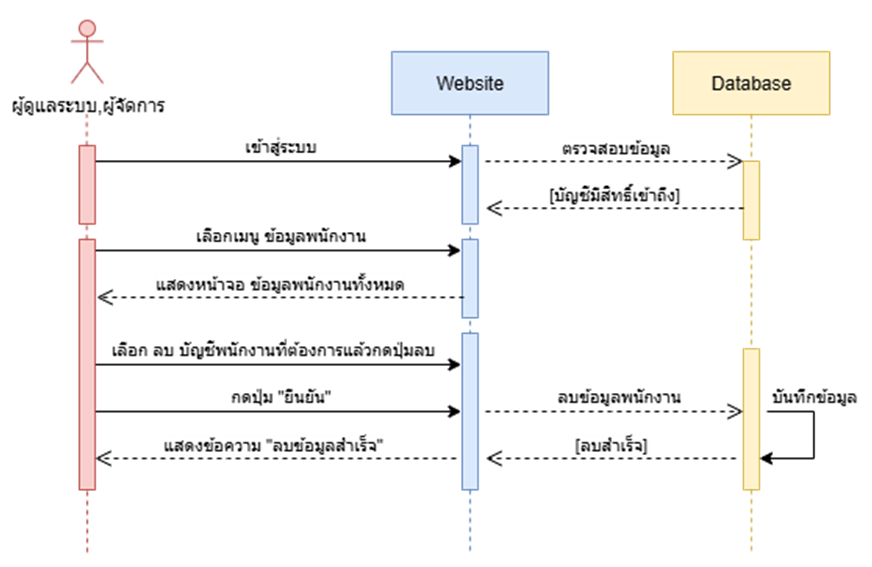 ผู้ดูแลระบบ,ผู้จัดการ
Website
Database
เข้าสู่ระบบ
ตรวจสอบข้อมูล
[บัญชีมีสิทธิ์เข้าถึง]
เลือกเมนู ข้อมูลพนักงาน
แสดงหน้าจอ ข้อมูลพนักงานทั้งหมด
เลือก ลบ บัญชีพนักงานที่ต้องการแล้วกดปุ่มลบ
กดปุ่ม "ยืนยัน"
ลบข้อมูลพนักงาน
บันทึกข้อมูล
แสดงข้อความ "ลบข้อมูลสำเร็จ"
[ลบสำเร็จ]